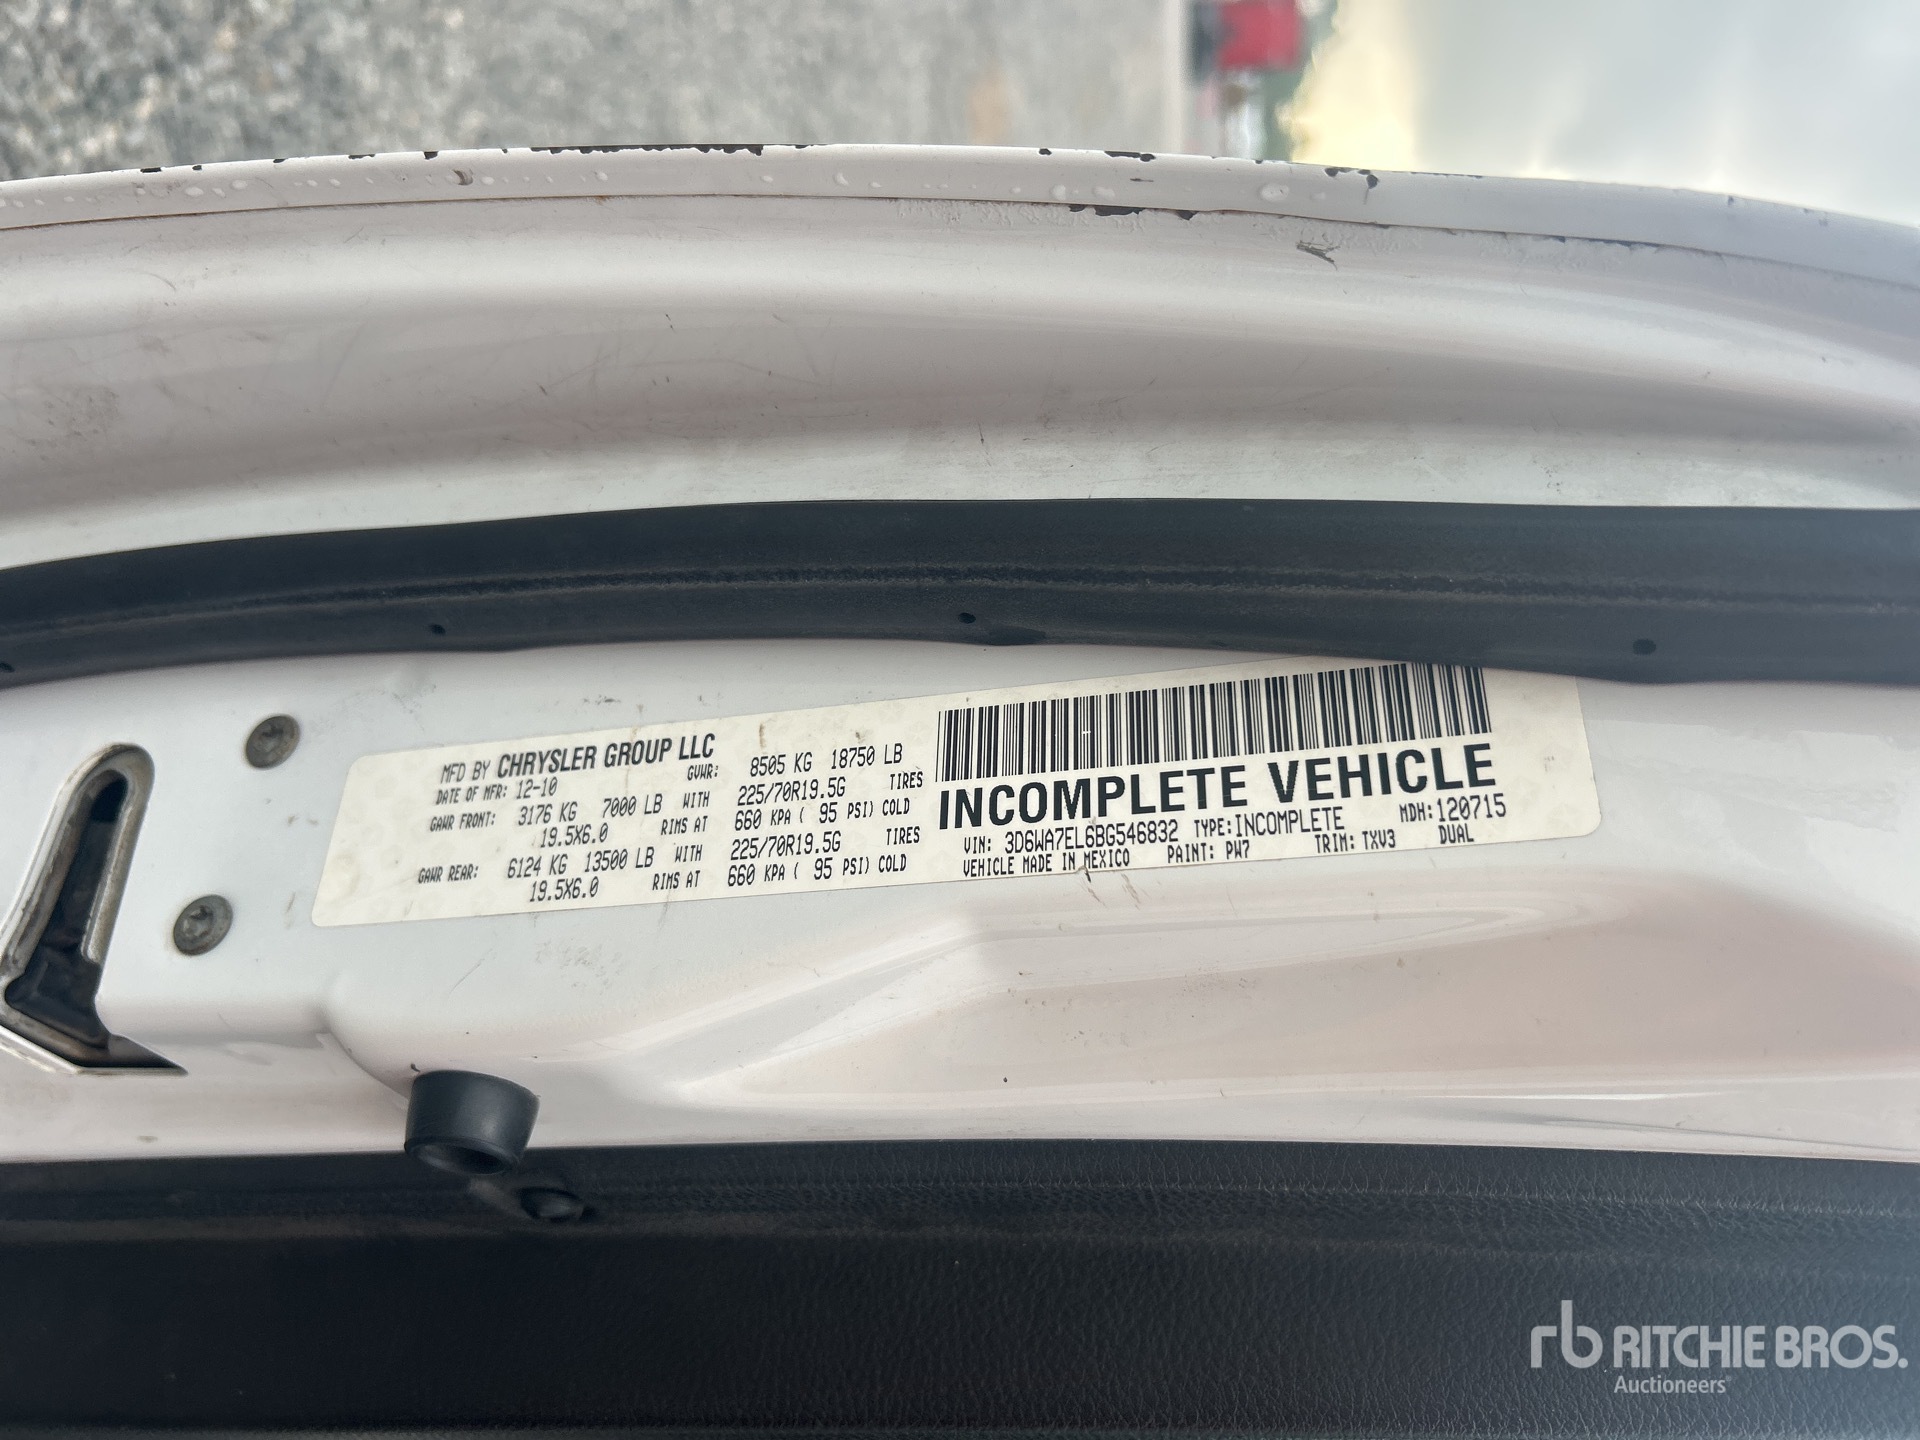 MFD BY CHRYSLER GROUP LLC
DATE OF MFR: 12-10 GVWR: 8505 KG 18750 LB
GAWR FRONT: 3176 KG 7000 LB WITH 225/70R19.5G TIRES
19.5X6.0 RIMS AT 660 KPA ( 95 PSI) COLD
GAWR REAR: 6124 KG 13500 LB WITH 225/70R19.5G TIRES
19.5X6.0 RIMS AT 660 KPA ( 95 PSI) COLD
INCOMPLETE VEHICLE
VIN: 3D6WA7EL6BG546832 TYPE:INCOMPLETE MDH:120715
VEHICLE MADE IN MEXICO PAINT: PW7 TRIM: TXV3 DUAL
rb RITCHIE BROS.
Auctioneers